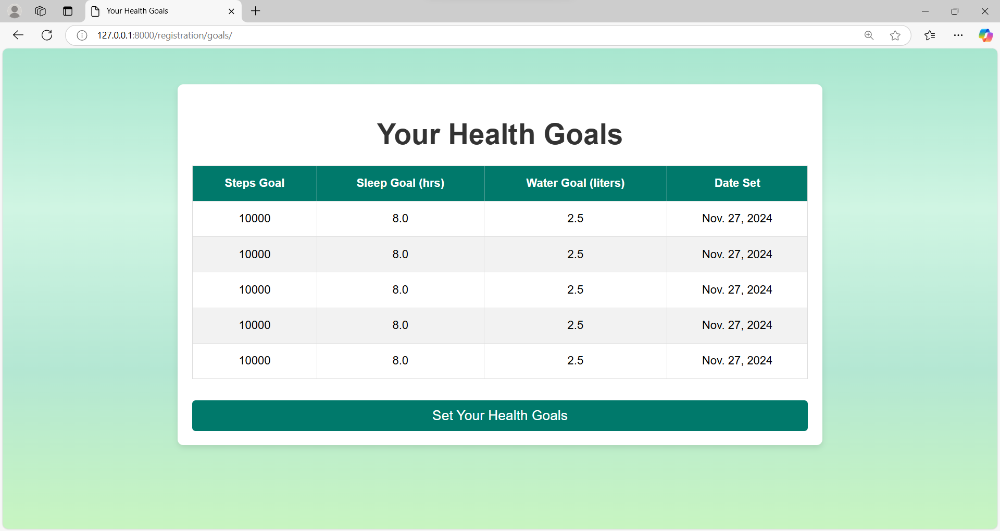 Your Health Goals
127.0.0.1:8000/registration/goals/
Your Health Goals
Steps Goal Sleep Goal (hrs) Water Goal (liters) Date Set
10000 8.0 2.5 Nov. 27, 2024
10000 8.0 2.5 Nov. 27, 2024
10000 8.0 2.5 Nov. 27, 2024
10000 8.0 2.5 Nov. 27, 2024
10000 8.0 2.5 Nov. 27, 2024
Set Your Health Goals